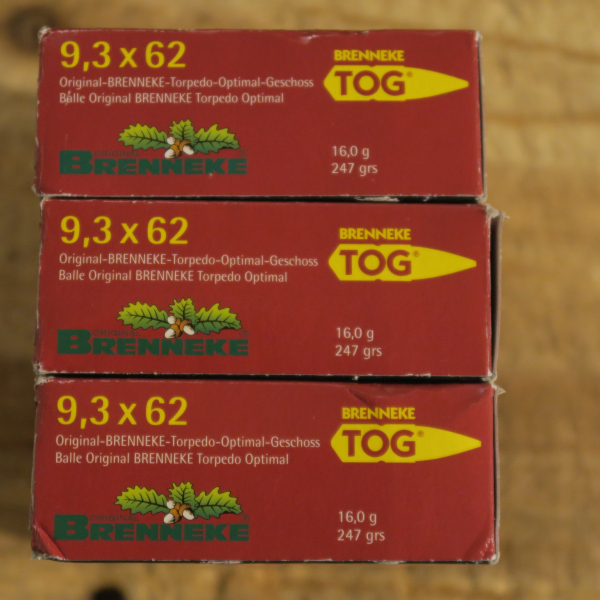 9,3 x 62
Original-BRENNEKE-Torpedo-Optimal-Geschoss
Balle Original BRENNEKE Torpedo Optimal
BRENNEKE
TOG®
BRENNEKE
16,0 g
247 grs
9,3 x 62
Original-BRENNEKE-Torpedo-Optimal-Geschoss
Balle Original BRENNEKE Torpedo Optimal
BRENNEKE
TOG®
ORIGINAL
BRENNEKE
16,0 g
247 grs
9,3 x 62
Original-BRENNEKE-Torpedo-Optimal-Geschoss
Balle Original BRENNEKE Torpedo Optimal
BRENNEKE
TOG®
ORIGINAL
BRENNEKE
16,0 g
247 grs